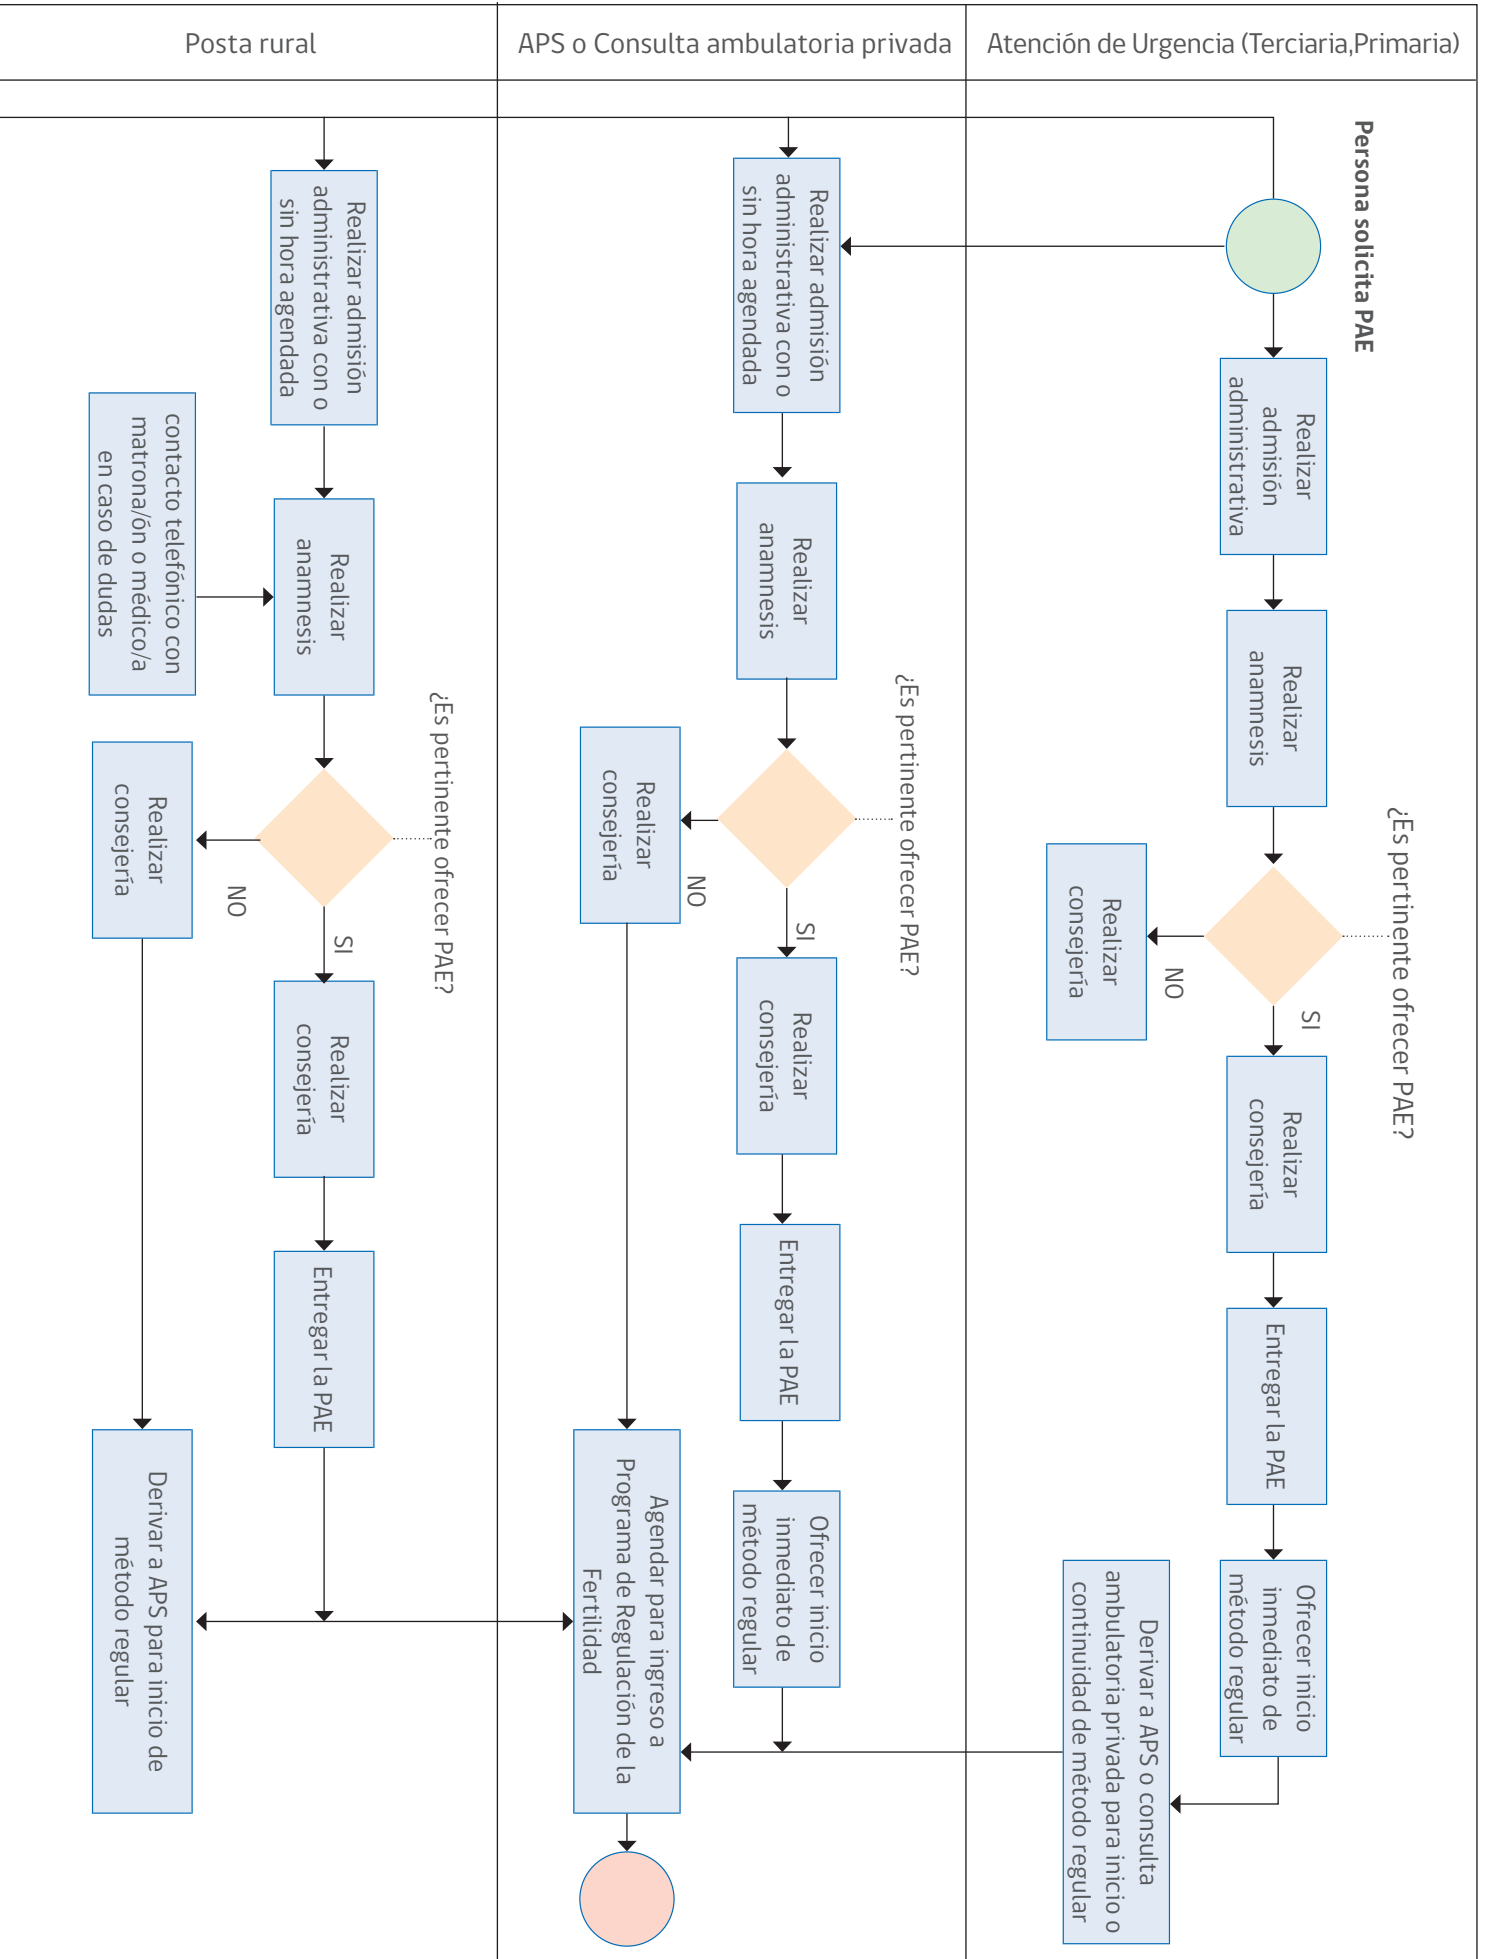 Posta rural
APS o Consulta ambulatoria privada
Atención de Urgencia (Terciaria,Primaria)
Persona solicita PAE
Realizar
admisión
administrativa
Realizar
anamnesis
¿Es pertinente ofrecer PAE?
NO
Realizar
consejería
SI
Realizar
consejería
Entregar la PAE
Ofrecer inicio
inmediato de
método regular
Derivar a APS o consulta
ambulatoria privada para inicio o
continuidad de método regular
Realizar admisión
administrativa con o
sin hora agendada
Realizar
anamnesis
¿Es pertinente ofrecer PAE?
NO
Realizar
consejería
SI
Realizar
consejería
Entregar la PAE
Ofrecer inicio
inmediato de
método regular
Agendar para ingreso a
Programa de Regulación de la
Fertilidad
Realizar admisión
administrativa con o
sin hora agendada
contacto telefónico con
matrona/ón o médico/a
en caso de dudas
Realizar
anamnesis
¿Es pertinente ofrecer PAE?
NO
Realizar
consejería
SI
Realizar
consejería
Entregar la PAE
Derivar a APS para inicio de
método regular